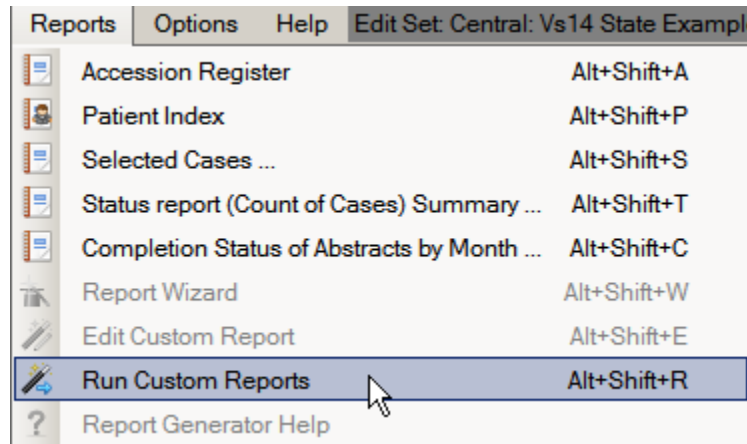 Reports Options Help Edit Set: Central: Vs14 State Exampl
Accession Register Alt+Shift+A
Patient Index Alt+Shift+P
Selected Cases ... Alt+Shift+S
Status report (Count of Cases) Summary ... Alt+Shift+T
Completion Status of Abstracts by Month ... Alt+Shift+C
Report Wizard Alt+Shift+W
Edit Custom Report Alt+Shift+E
Run Custom Reports Alt+Shift+R
Report Generator Help